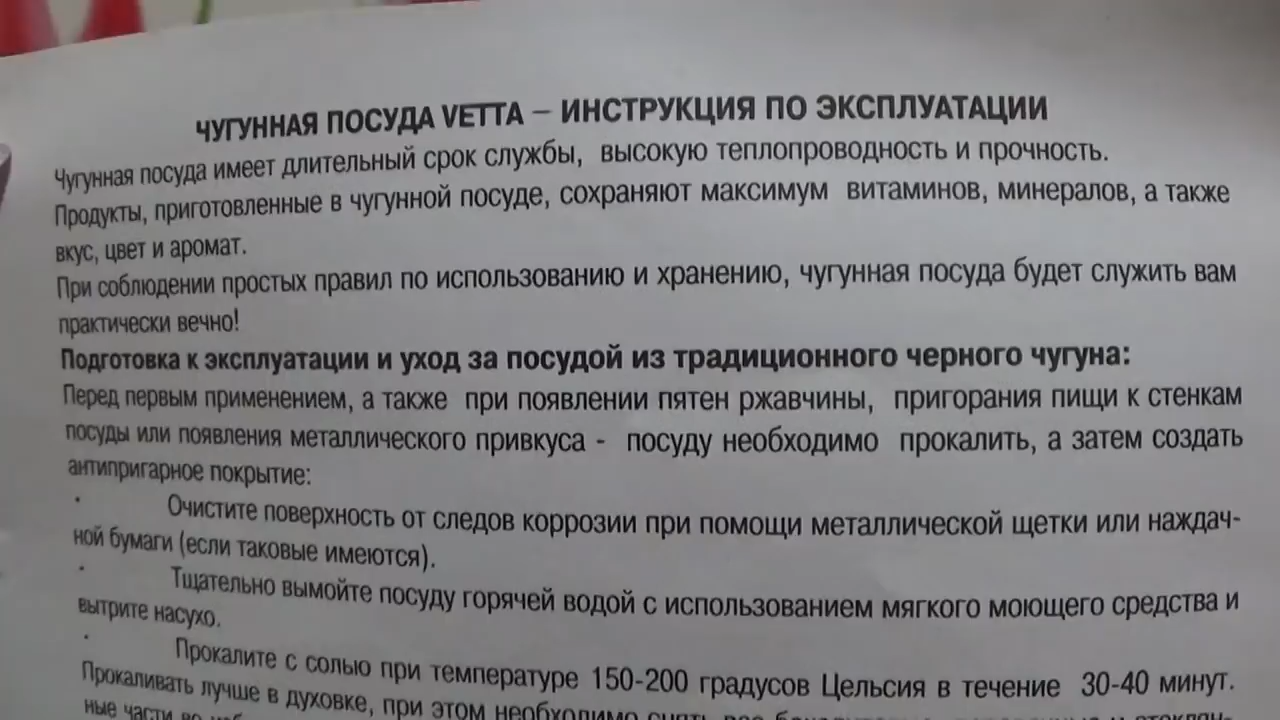 ЧУГУННАЯ ПОСУДА VETTA – ИНСТРУКЦИЯ ПО ЭКСПЛУАТАЦИИ
Чугунная посуда имеет длительный срок службы, высокую теплопроводность и прочность.
Продукты, приготовленные в чугунной посуде, сохраняют максимум витаминов, минералов, а также
вкус, цвет и аромат.
При соблюдении простых правил по использованию и хранению, чугунная посуда будет служить вам
практически вечно!
Подготовка к эксплуатации и уход за посудой из традиционного черного чугуна:
Перед первым применением, а также при появлении пятен ржавчины, пригорания пищи к стенкам
посуды или появления металлического привкуса - посуду необходимо прокалить, а затем создать
антипригарное покрытие:
· Очистите поверхность от следов коррозии при помощи металлической щетки или наждач-
ной бумаги (если таковые имеются).
· Тщательно вымойте посуду горячей водой с использованием мягкого моющего средства и
вытрите насухо.
· Прокалите с солью при температуре 150-200 градусов Цельсия в течение 30-40 минут.
Прокаливать лучше в духовке, при этом необходимо снять все
ные части